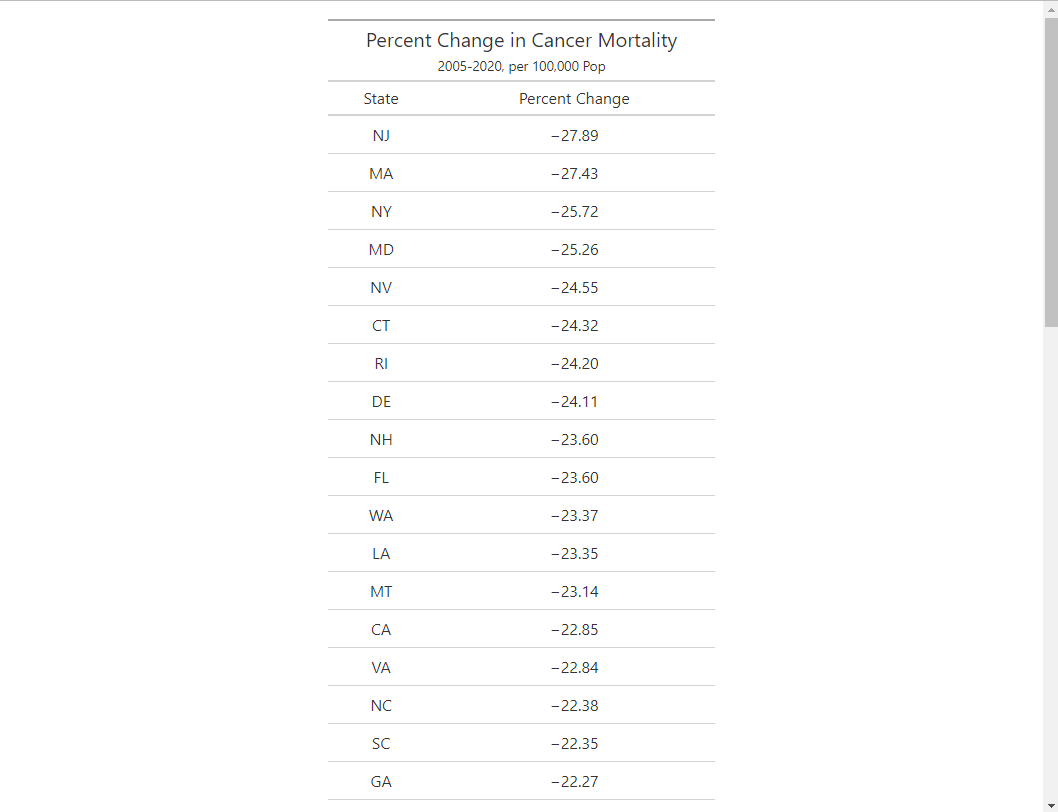 Percent Change in Cancer Mortality
2005-2020, per 100,000 Pop
State Percent Change
NJ −27.89
MA −27.43
NY −25.72
MD −25.26
NV −24.55
CT −24.32
RI −24.20
DE −24.11
NH −23.60
FL −23.60
WA −23.37
LA −23.35
MT −23.14
CA −22.85
VA −22.84
NC −22.38
SC −22.35
GA −22.27